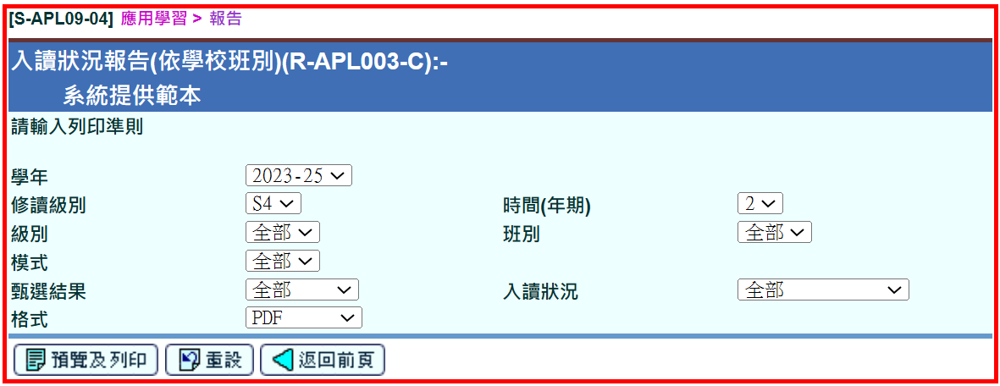 [S-APL09-04] 應用學習 > 報告
入讀狀況報告(依學校班別)(R-APL003-C):-
系統提供範本
請輸入列印準則
學年 2023-25
修讀級別 S4 時間(年期) 2
級別 全部 班別 全部
模式 全部
甄選結果 全部 入讀狀況 全部
格式 PDF
預覽及列印 重設 返回前頁